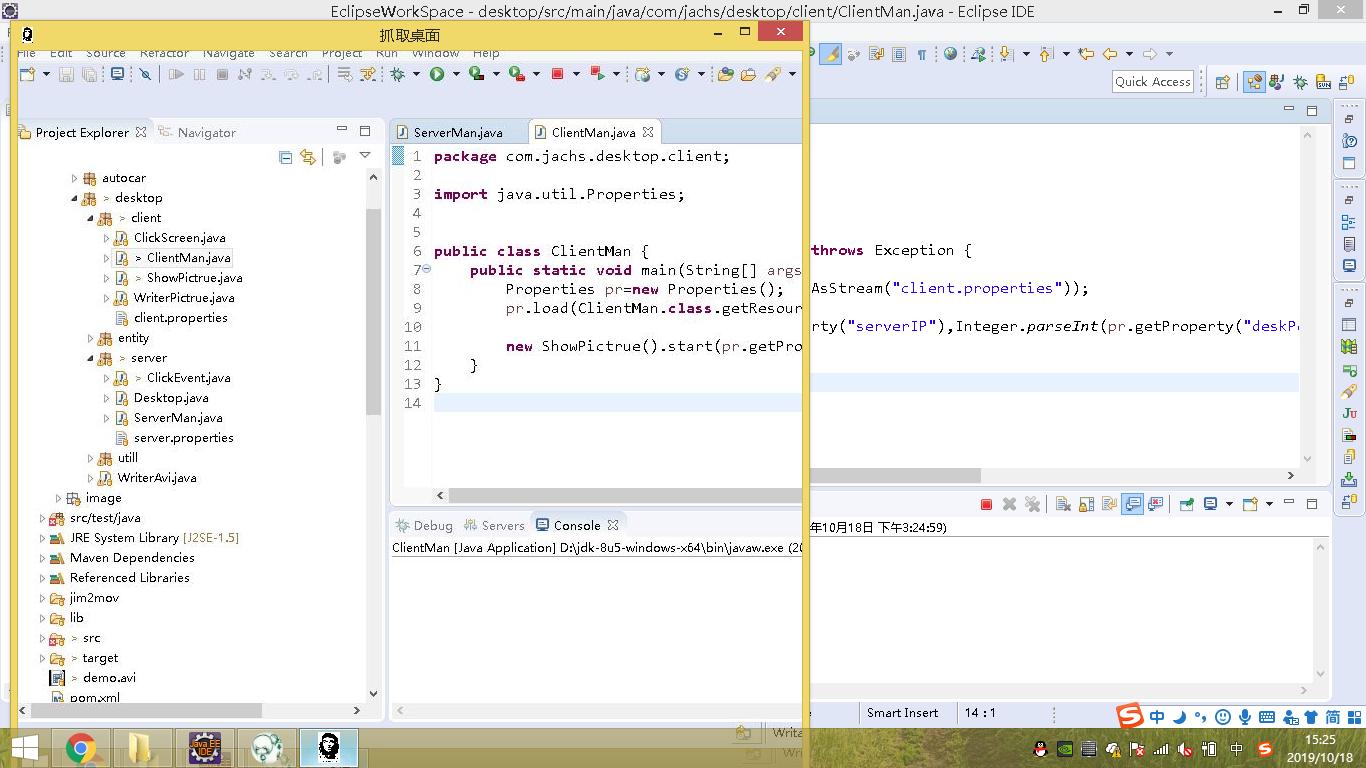 EclipseWorkSpace - desktop/src/main/java/com/jachs/desktop/client/ClientMan.java - Eclipse IDE
抓取桌面
File Edit Source Refactor Navigate Search Project Run Window Help
Quick Access
Project Explorer
Navigator
autocar
> desktop
> client
ClickScreen.java
> ClientMan.java
> ShowPictrue.java
WriterPictrue.java
client.properties
entity
> server
> ClickEvent.java
Desktop.java
ServerMan.java
server.properties
utill
WriterAvi.java
image
src/test/java
JRE System Library [J2SE-1.5]
Maven Dependencies
Referenced Libraries
jim2mov
lib
> src
> target
> demo.avi
pom.xml
ServerMan.java
ClientMan.java
1 package com.jachs.desktop.client;
2
3 import java.util.Properties;
4
5
6 public class ClientMan {
7 public static void main(String[] args throws Exception {
8 Properties pr=new Properties();
9 pr.load(ClientMan.class.getResour AsStream("client.properties"));
10
11 new ShowPictrue().start(pr.getPro rty("serverIP"),Integer.parseInt(pr.getProperty("deskPo
12 }
13 }
14
Debug
Servers
Console
ClientMan [Java Application] D:\jdk-8u5-windows-x64\bin\javaw.exe (20 年10月18日 下午3:24:59)
Writa
Smart Insert
14 : 1
中
简
中
15:25
2019/10/18